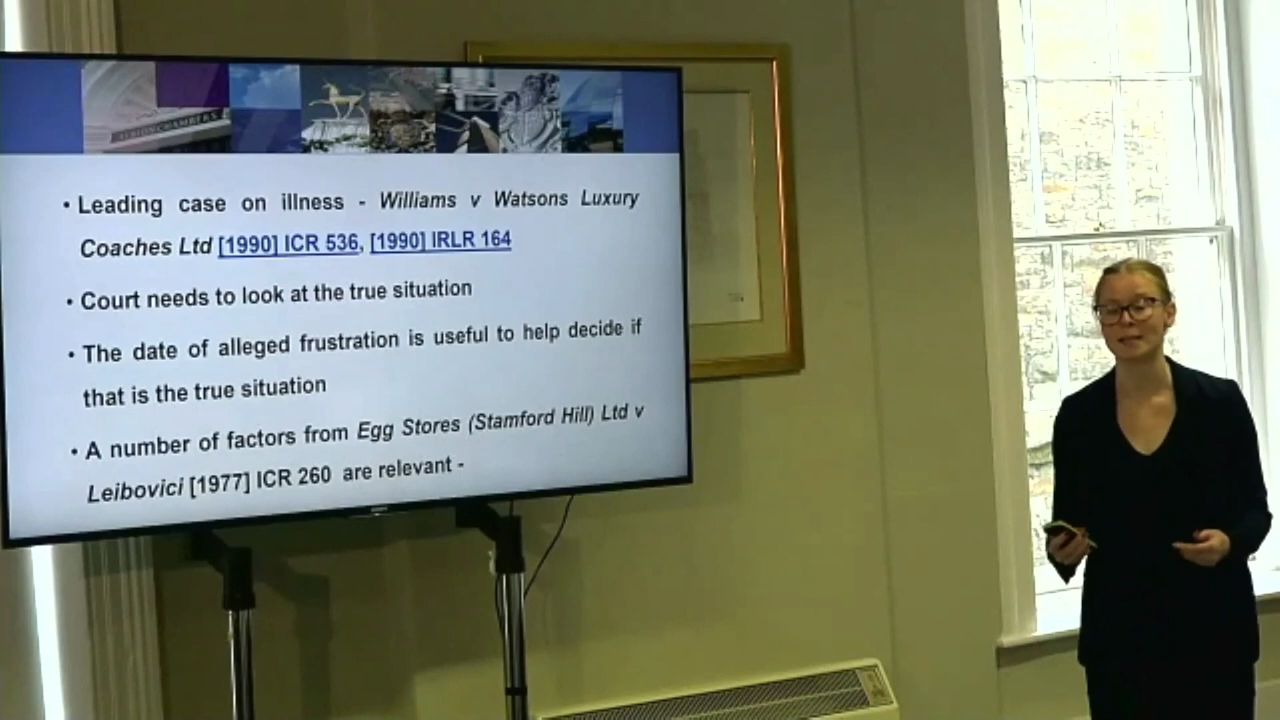 ALBION CHAMBERS
• Leading case on illness - Williams v Watsons Luxury
Coaches Ltd [1990] ICR 536, [1990] IRLR 164
• Court needs to look at the true situation
• The date of alleged frustration is useful to help decide if
that is the true situation
• A number of factors from Egg Stores (Stamford Hill) Ltd v
Leibovici [1977] ICR 260 are relevant -